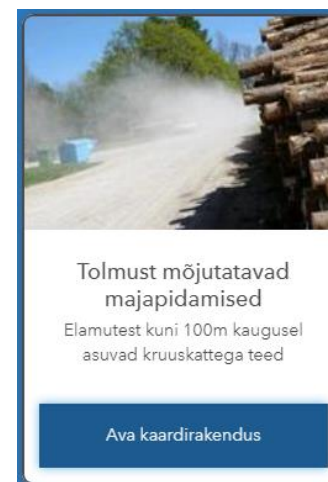 Tolmust mõjutatavad
majapidamised
Elamutest kuni 100m kaugusel
asuvad kruuskattega teed
Ava kaardirakendus